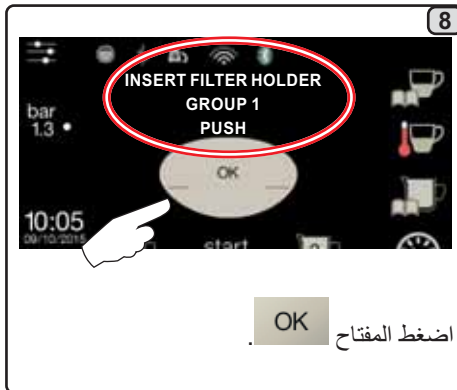 8
INSERT FILTER HOLDER
GROUP 1
PUSH
bar
1.3
OK
10:05
09/10/2015
start
اضغط المفتاح OK.